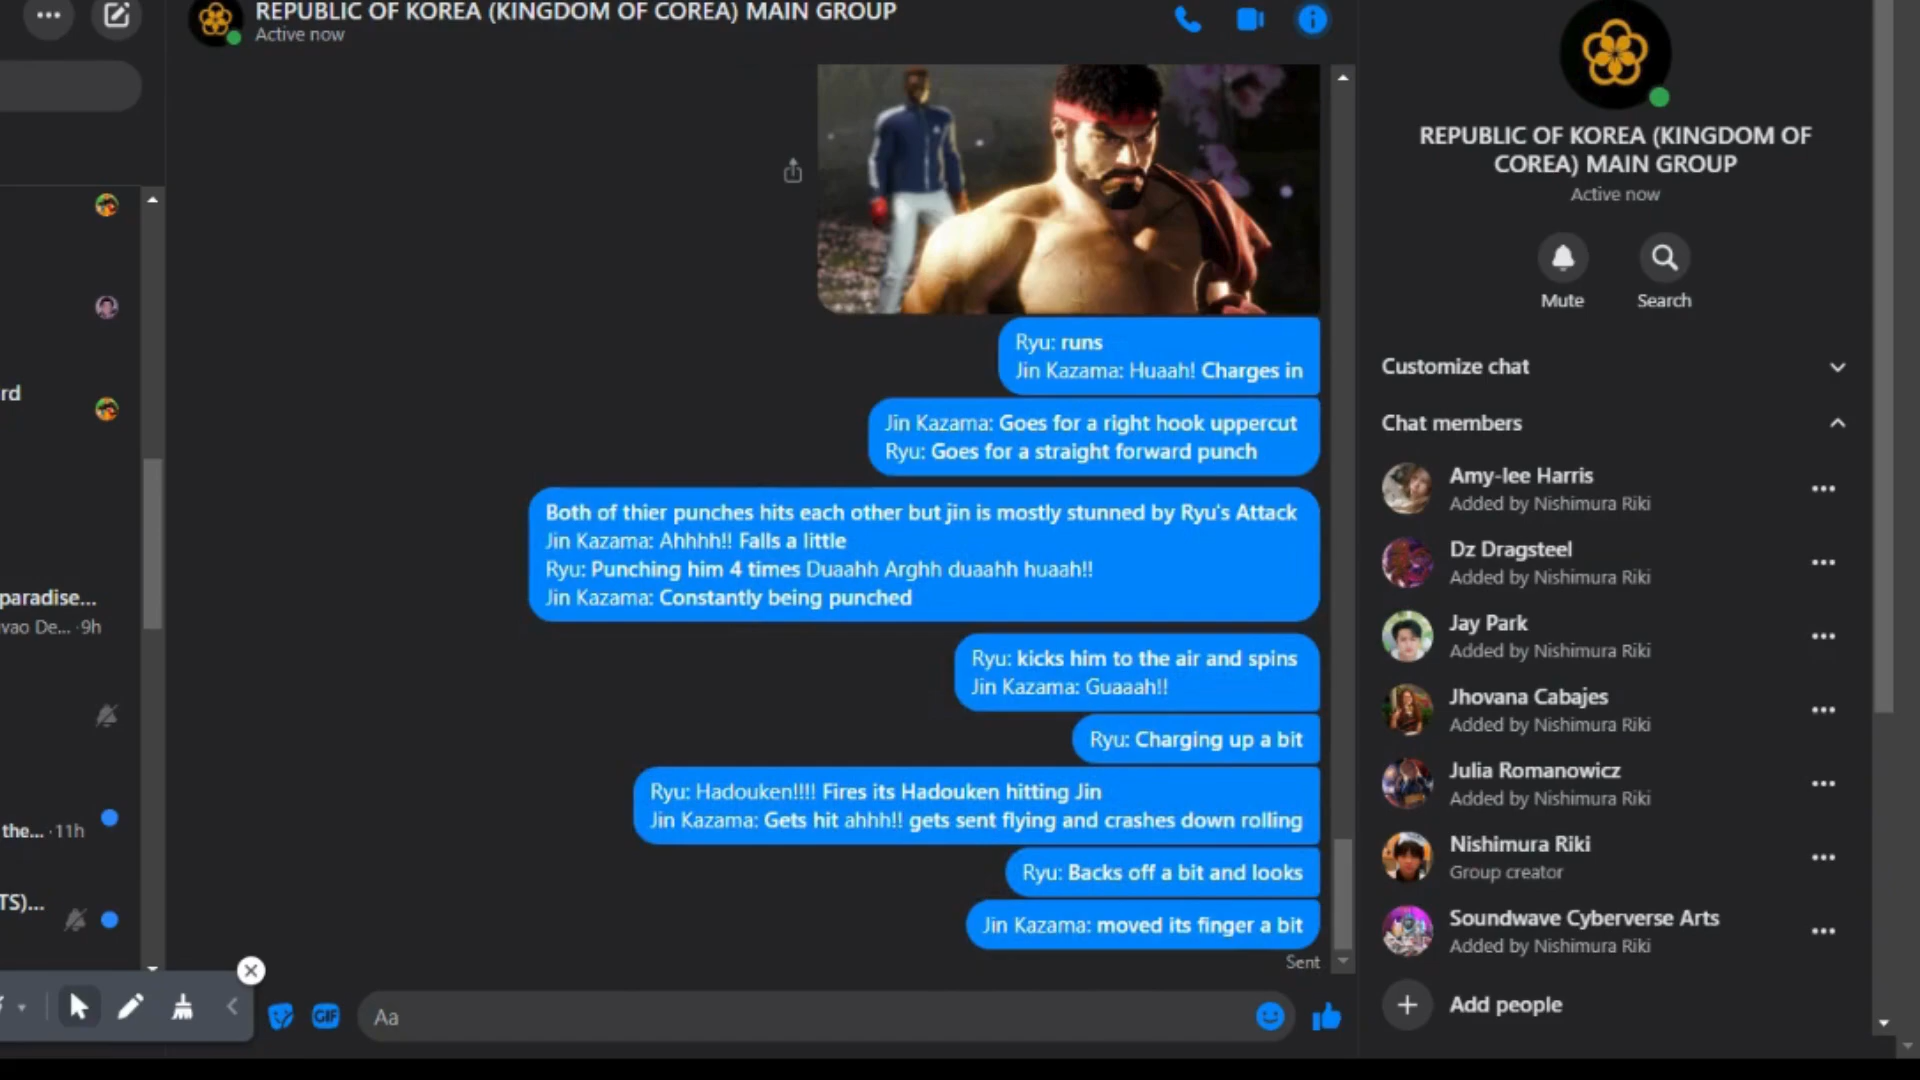 REPUBLIC OF KOREA (KINGDOM OF COREA) MAIN GROUP
Active now
rd
paradise...
vao De... · 9h
the... · 11h
TS)...
Ryu: runs
Jin Kazama: Huaah! Charges in
Jin Kazama: Goes for a right hook uppercut
Ryu: Goes for a straight forward punch
Both of thier punches hits each other but jin is mostly stunned by Ryu's Attack
Jin Kazama: Ahhhh!! Falls a little
Ryu: Punching him 4 times Duaahh Arghh duaahh huaah!!
Jin Kazama: Constantly being punched
Ryu: kicks him to the air and spins
Jin Kazama: Guaaah!!
Ryu: Charging up a bit
Ryu: Hadouken!!!! Fires its Hadouken hitting Jin
Jin Kazama: Gets hit ahhh!! gets sent flying and crashes down rolling
Ryu: Backs off a bit and looks
Jin Kazama: moved its finger a bit
Sent
GIF
Aa
REPUBLIC OF KOREA (KINGDOM OF
COREA) MAIN GROUP
Active now
Mute
Search
Customize chat
Chat members
Amy-lee Harris
Added by Nishimura Riki
Dz Dragsteel
Added by Nishimura Riki
Jay Park
Added by Nishimura Riki
Jhovana Cabajes
Added by Nishimura Riki
Julia Romanowicz
Added by Nishimura Riki
Nishimura Riki
Group creator
Soundwave Cyberverse Arts
Added by Nishimura Riki
Add people